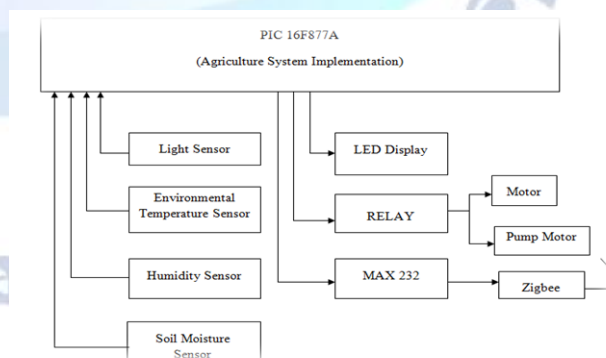 PIC 16F877A
(Agriculture System Implementation)
Light Sensor
LED Display
Environmental
Temperature Sensor
RELAY
Motor
Pump Motor
Humidity Sensor
MAX 232
Zigbee
Soil Moisture
Sensor